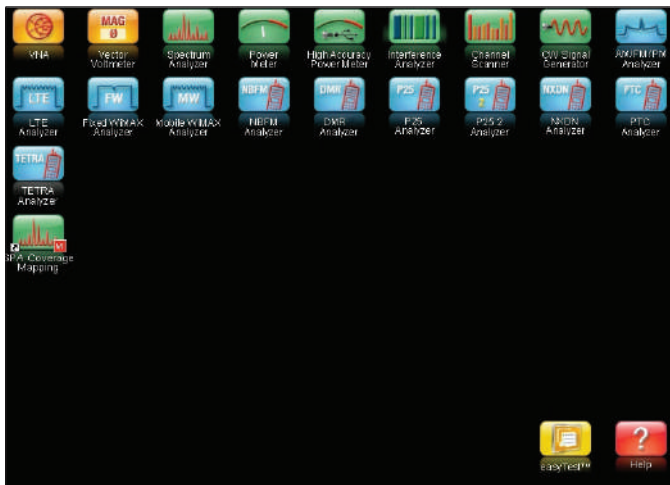 MAG
Ø
VNA
Vector
Voltmeter
Spectrum
Analyzer
Power
Meter
High Accuracy
Power Meter
Interference
Analyzer
Channel
Scanner
CW Signal
Generator
AM/FM/PM
Analyzer
LTE
LTE
Analyzer
FW
Fixed WiMAX
Analyzer
MW
Mobile WiMAX
Analyzer
NBFM
NBFM
Analyzer
DMR
DMR
Analyzer
P25
P25
Analyzer
P25
2
P25 2
Analyzer
NXDN
NXDN
Analyzer
PTC
PTC
Analyzer
TETRA
TETRA
Analyzer
M
SPA-Coverage
Mapping
easyTest™
?
Help